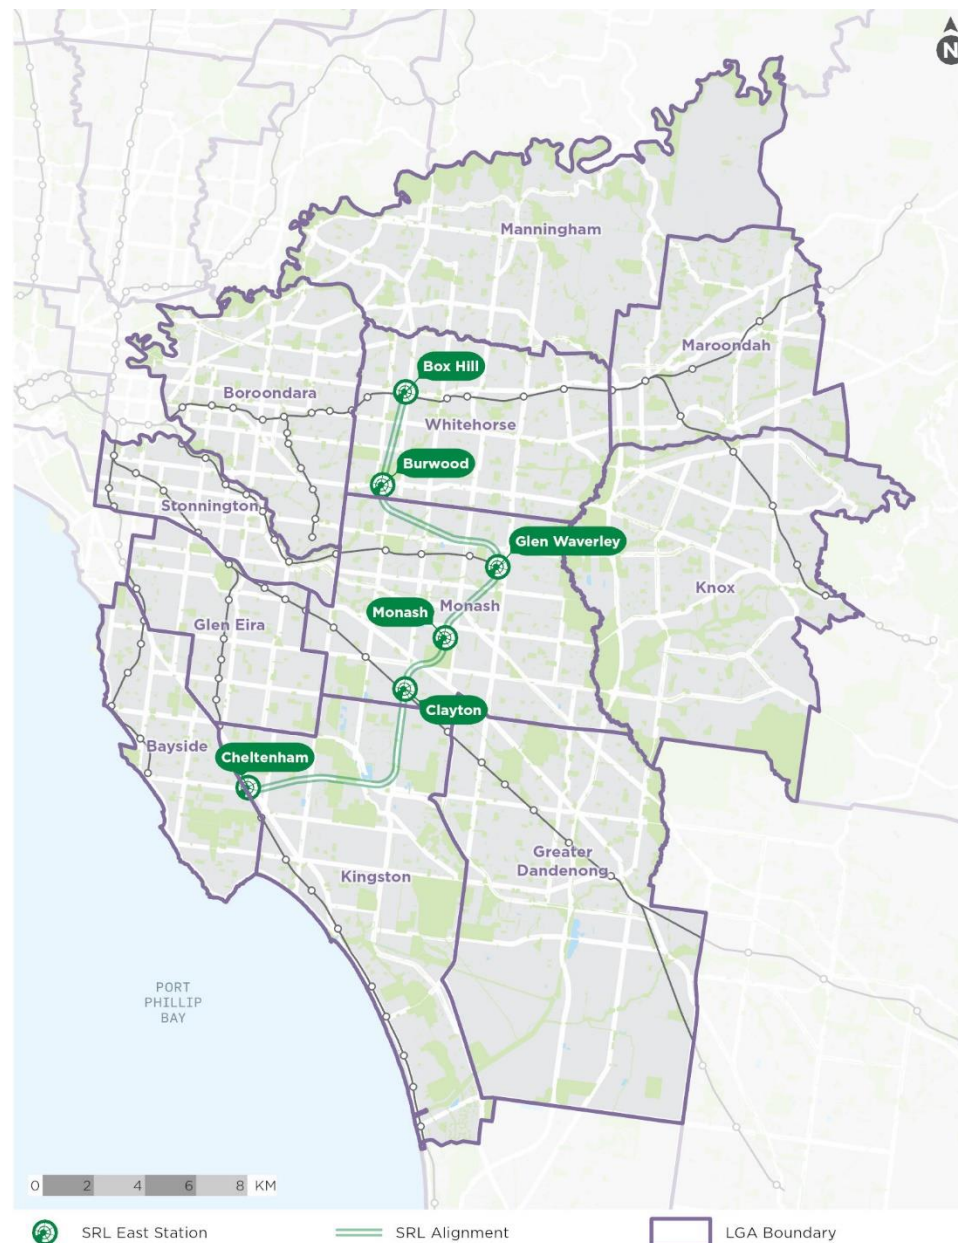 N
Manningham
Maroondah
Box Hill
Boroondara
Whitehorse
Burwood
Stonnington
Glen Waverley
Knox
Monash
Monash
Glen Eira
Clayton
Bayside
Cheltenham
Greater
Dandenong
Kingston
PORT
PHILLIP
BAY
0 2 4 6 8 KM
SRL East Station SRL Alignment LGA Boundary